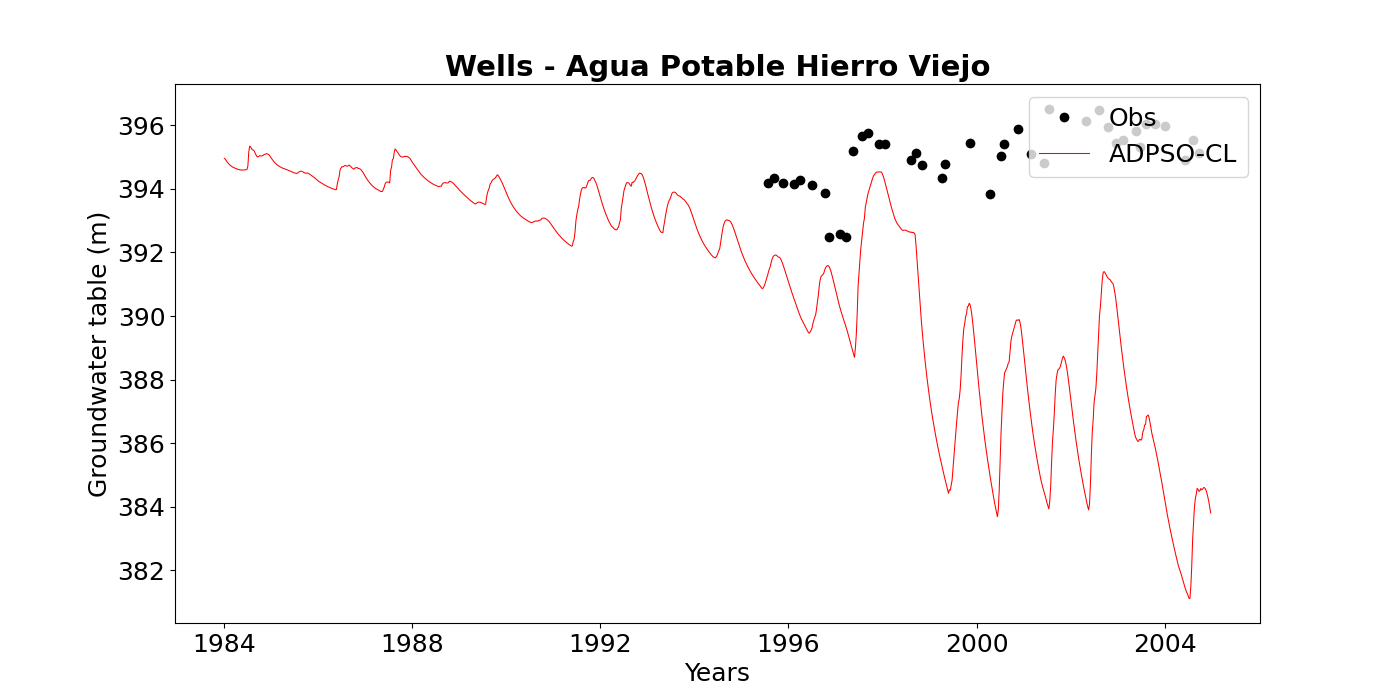 Wells - Agua Potable Hierro Viejo
Groundwater table (m)
396
394
392
390
388
386
384
382
Obs
ADPSO-CL
1984
1988
1992
1996
2000
2004
Years